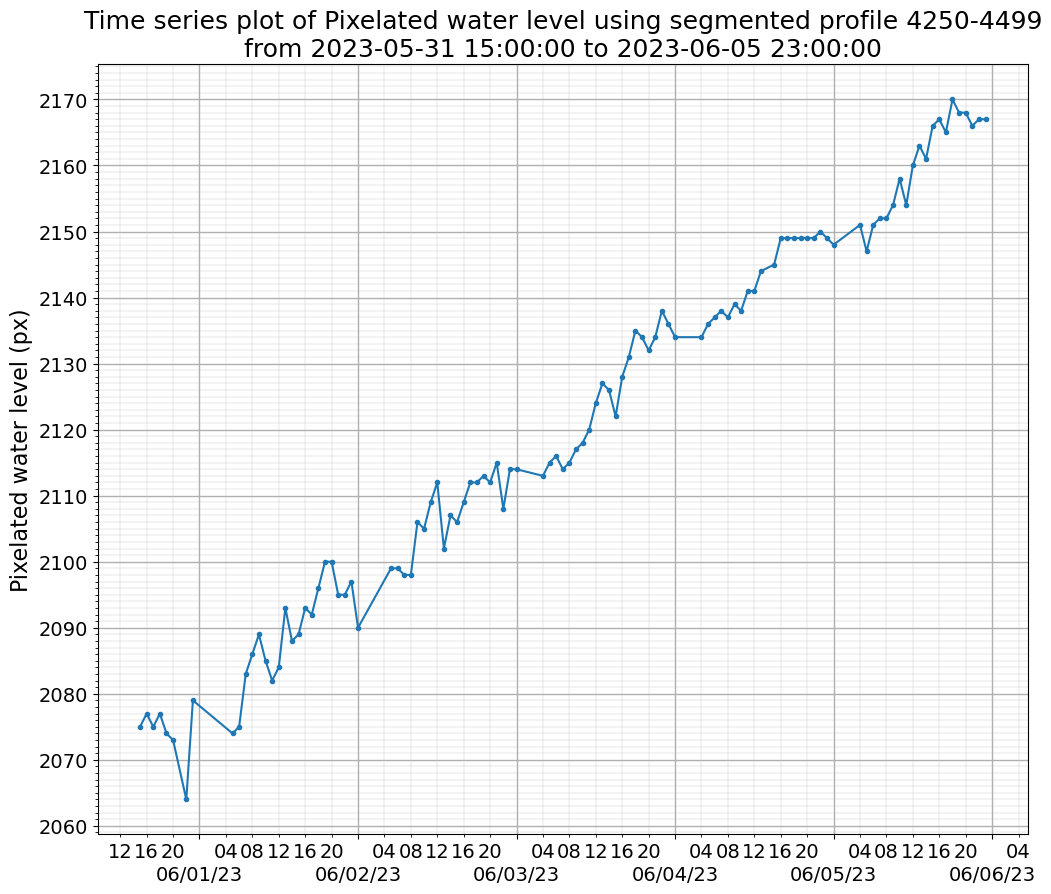 Time series plot of Pixelated water level using segmented profile 4250-4499
from 2023-05-31 15:00:00 to 2023-06-05 23:00:00
Pixelated water level (px)
2170
2160
2150
2140
2130
2120
2110
2100
2090
2080
2070
2060
12 16 20 04 08 12 16 20 04 08 12 16 20 04 08 12 16 20 04 08 12 16 20 04 08 12 16 20 04
06/01/23 06/02/23 06/03/23 06/04/23 06/05/23 06/06/23